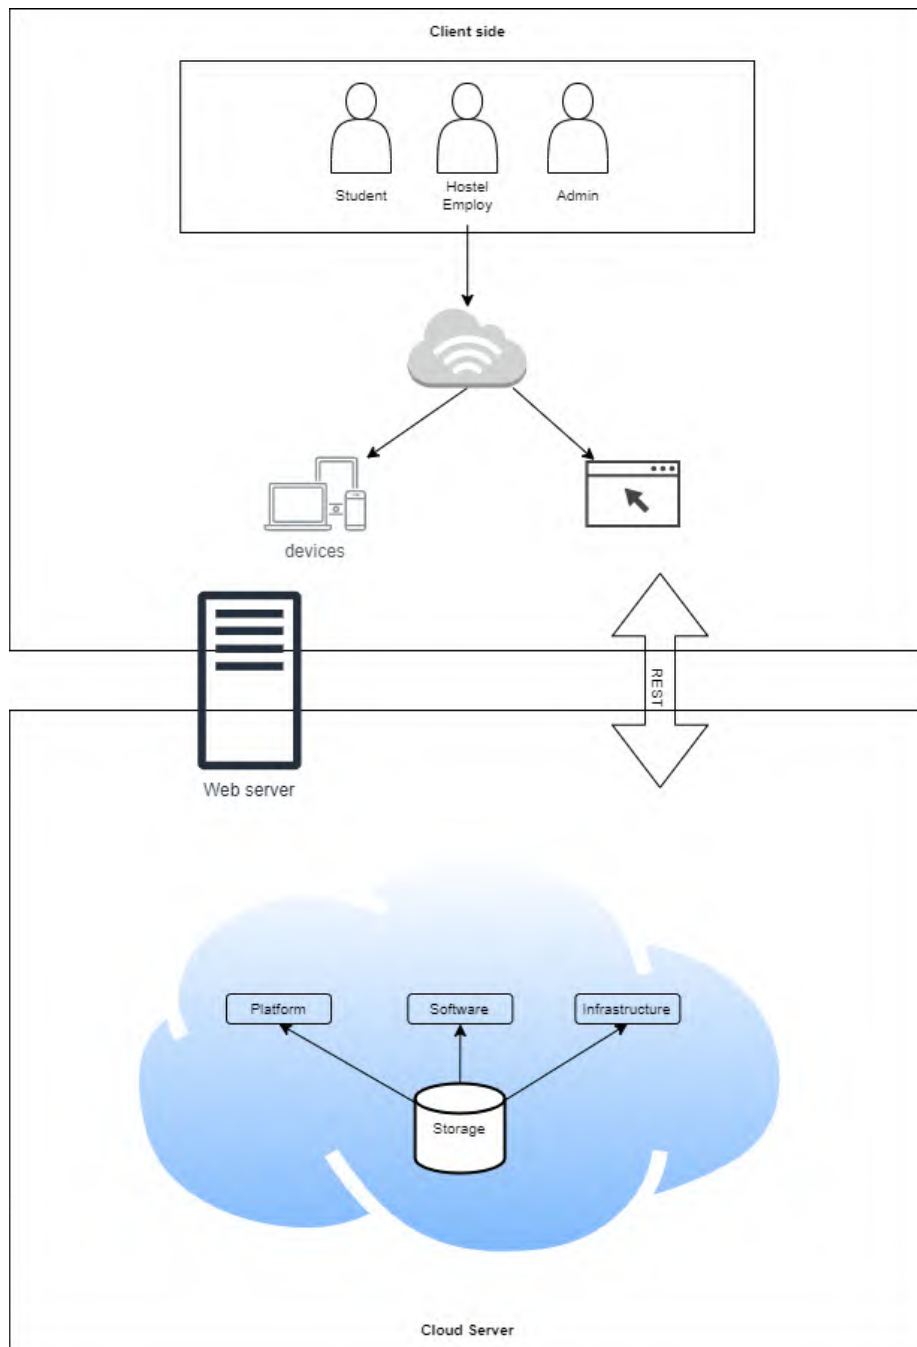 Client side
Student
Hostel
Employ
Admin
devices
REST
Web server
Platform
Software
Infrastructure
Storage
Cloud Server